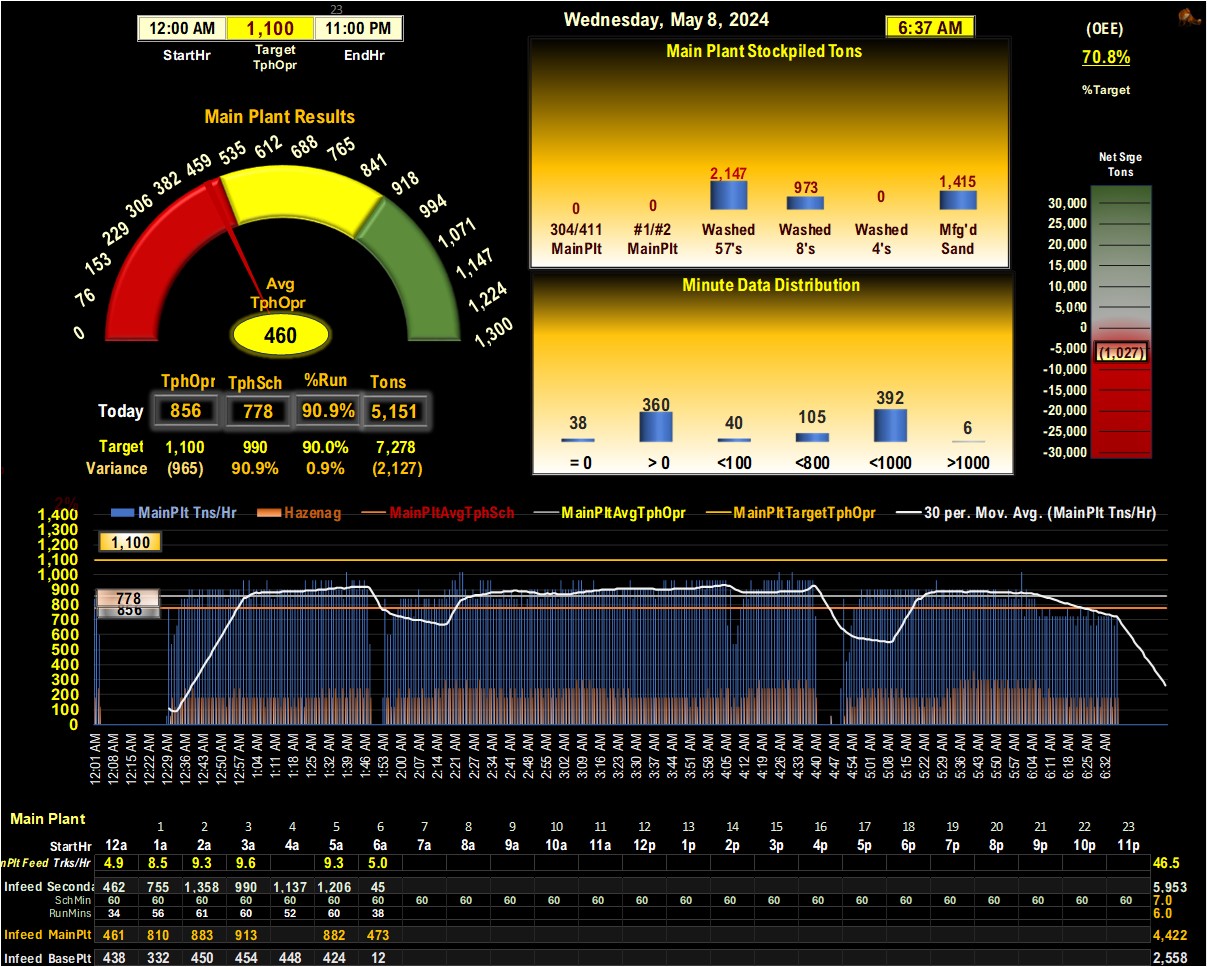 23
12:00 AM 1,100 11:00 PM
StartHr Target TphOpr EndHr
Wednesday, May 8, 2024
6:37 AM
(OEE)
70.8%
%Target
Main Plant Results
0 76 153 229 306 382 459 535 612 688 765 841 918 994 1,071 1,147 1,224 1,300
Avg
TphOpr
460
TphOpr TphSch %Run Tons
Today 856 778 90.9% 5,151
Target 1,100 990 90.0% 7,278
Variance (965) 90.9% 0.9% (2,127)
Main Plant Stockpiled Tons
0 0 2,147 973 0 1,415
304/411 #1/#2 Washed Washed Washed Mfg'd
MainPlt MainPlt 57's 8's 4's Sand
Minute Data Distribution
38 360 40 105 392 6
= 0 > 0 <100 <800 <1000 >1000
Net Srge
Tons
30,000
25,000
20,000
15,000
10,000
5,000
0
-5,000
(1,027)
-10,000
-15,000
-20,000
-25,000
-30,000
2%
MainPlt Tns/Hr Hazenag MainPltAvgTphSch MainPltAvgTphOpr MainPltTargetTphOpr 30 per. Mov. Avg. (MainPlt Tns/Hr)
1,400
1,300
1,200
1,100
1,000
900
800
700
600
500
400
300
200
100
0
1,100
778
856
12:01 AM 12:08 AM 12:15 AM 12:22 AM 12:29 AM 12:36 AM 12:43 AM 12:50 AM 12:57 AM 1:04 AM 1:11 AM 1:18 AM 1:25 AM 1:32 AM 1:39 AM 1:46 AM 1:53 AM 2:00 AM 2:07 AM 2:14 AM 2:21 AM 2:27 AM 2:34 AM 2:41 AM 2:48 AM 2:55 AM 3:02 AM 3:09 AM 3:16 AM 3:23 AM 3:30 AM 3:37 AM 3:44 AM 3:51 AM 3:58 AM 4:05 AM 4:12 AM 4:19 AM 4:26 AM 4:33 AM 4:40 AM 4:47 AM 4:54 AM 5:01 AM 5:08 AM 5:15 AM 5:22 AM 5:29 AM 5:36 AM 5:43 AM 5:50 AM 5:57 AM 6:04 AM 6:11 AM 6:18 AM 6:25 AM 6:32 AM
Main Plant
1 2 3 4 5 6 7 8 9 10 11 12 13 14 15 16 17 18 19 20 21 22 23
StartHr 12a 1a 2a 3a 4a 5a 6a 7a 8a 9a 10a 11a 12p 1p 2p 3p 4p 5p 6p 7p 8p 9p 10p 11p
nPlt Feed Trks/Hr 4.9 8.5 9.3 9.6 9.3 5.0 46.5
Infeed Seconda 462 755 1,358 990 1,137 1,206 45 5,953
SchMin 60 60 60 60 60 60 60 60 60 60 60 60 60 60 60 60 60 60 60 60 60 60 60 60 7.0
RunMins 34 56 61 60 52 60 38 6.0
Infeed MainPlt 461 810 883 913 882 473 4,422
Infeed BasePlt 438 332 450 454 448 424 12 2,558